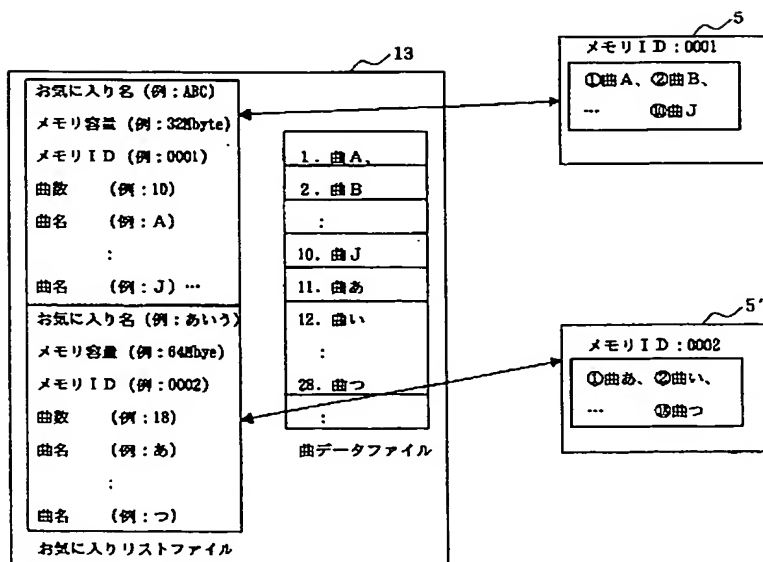 13
お気に入り名 (例:ABC)
メモリ容量 (例:32Mbyte)
メモリID (例:0001)
曲数 (例:10)
曲名 (例:A)
:
曲名 (例:J) …
お気に入り名 (例:あいう)
メモリ容量 (例:64Mbye)
メモリID (例:0002)
曲数 (例:18)
曲名 (例:あ)
:
曲名 (例:つ)
お気に入りリストファイル
1. 曲A、
2. 曲B
:
10. 曲J
11. 曲あ
12. 曲い
:
28. 曲つ
:
曲データファイル
5
メモリID:0001
①曲A、②曲B、
… ⑩曲J
5'
メモリID:0002
①曲あ、②曲い、
… ⑱曲つ